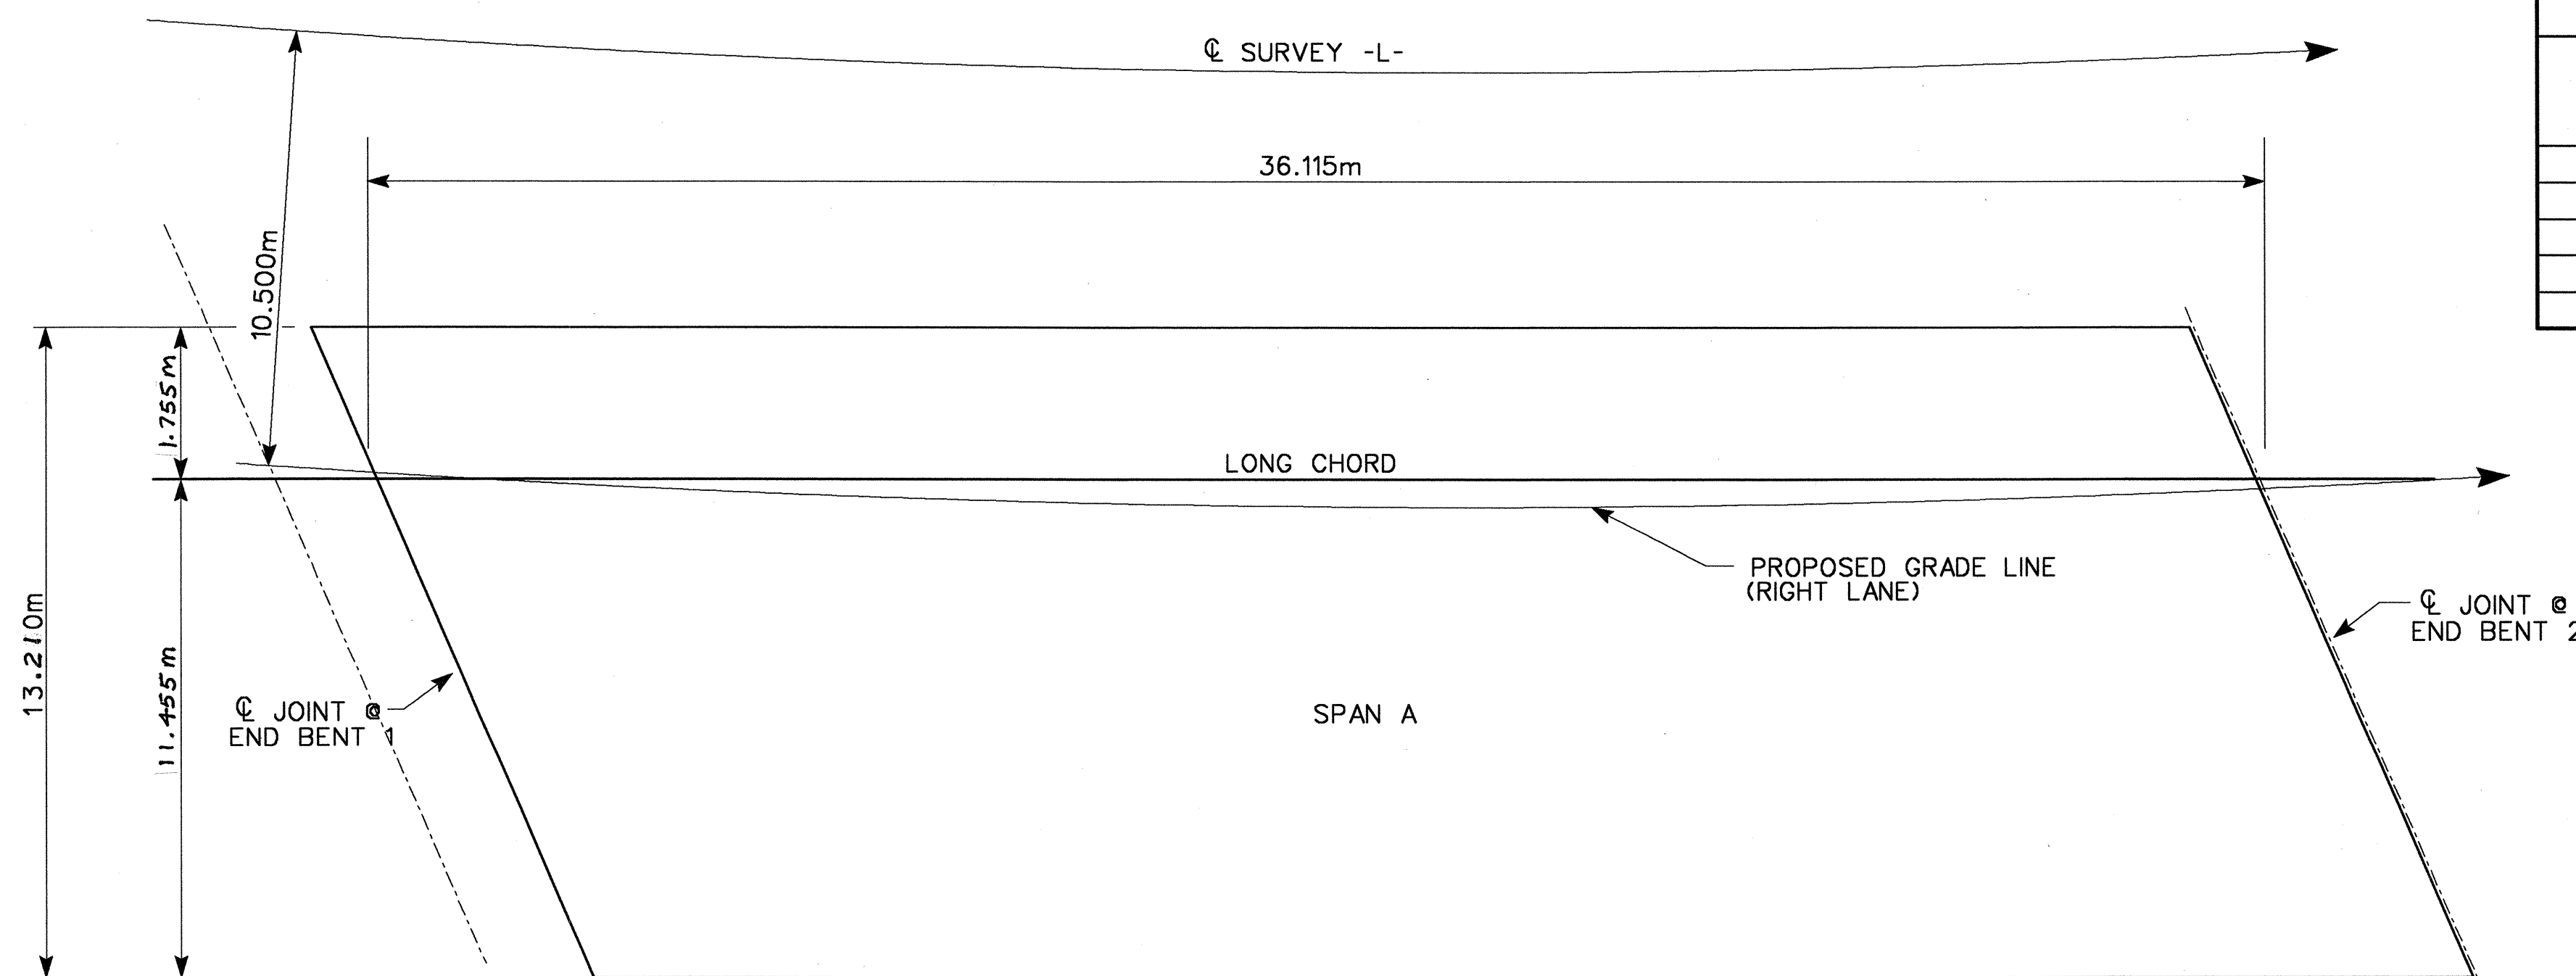 ℄ SURVEY -L-
36.115m
10.500m
1.755m
LONG CHORD
PROPOSED GRADE LINE
(RIGHT LANE)
℄ JOINT @
END BENT 2
13.210m
11.455m
℄ JOINT @
END BENT 1
SPAN A